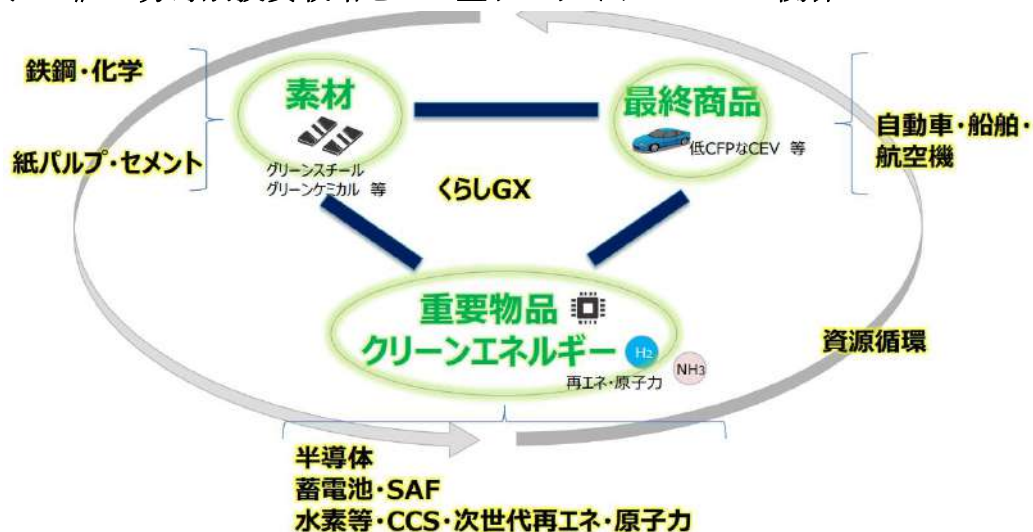 鉄鋼・化学
紙パルプ・セメント
素材
グリーンスチール
グリーンケミカル 等
最終商品
低CFPなCEV 等
自動車・船舶・
航空機
くらしGX
重要物品
クリーンエネルギー
H₂
再エネ・原子力
NH3
資源循環
半導体
蓄電池・SAF
水素等・CCS・次世代再エネ・原子力